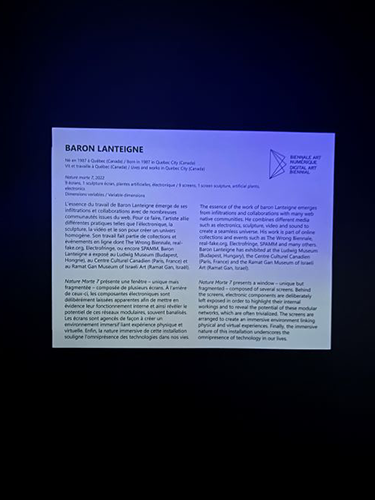 BARON LANTEIGNE
BIENNALE ART
NUMÉRIQUE
DIGITAL ART
BIENNIAL
Né en 1987 à Québec (Canada) / Born in 1987 in Quebec City (Canada)
Vit et travaille à Québec (Canada) / Lives and works in Quebec City (Canada)
Nature morte 7, 2022
9 écrans, 1 sculpture écran, plantes artificielles, électronique / 9 screens, 1 screen sculpture, artificial plants,
electronic
Dimensions variables / Variable dimensions
L'essence du travail de Baron Lanteigne émerge de ses
infiltrations et collaborations avec de nombreuses
communautés issues du web. Pour ce faire, l'artiste allie
différentes pratiques telles que l'électronique, la
sculpture, la vidéo et le son pour créer un univers
homogène. Son travail fait partie de collections et
événements en ligne dont The Wrong Biennale, real-
fake.org, Electrofringe, ou encore SPAMM. Baron
Lanteigne a exposé au Ludwig Museum (Budapest,
Hongrie), au Centre Culturel Canadien (Paris, France) et
au Ramat Gan Museum of Israeli Art (Ramat Gan, Israël).
Nature Morte 7 présente une fenêtre – unique mais
fragmentée – composée de plusieurs écrans. À l'arrière
de ceux-ci, les composantes électroniques sont
délibérément laissées apparentes afin de mettre en
évidence leur fonctionnement interne et ainsi révéler le
potentiel de ces réseaux modulaires, souvent banalisés.
Les écrans sont agencés de façon à créer un
environnement immersif liant expérience physique et
virtuelle. Enfin, la nature immersive de cette installation
souligne l'omniprésence des technologies dans nos vies
The essence of the work of Baron Lanteigne emerges
from infiltrations and collaborations with many web
native communities. He combines different media
such as electronics, sculpture, video and sound to
create a seamless universe. His work is part of online
collections and events such as The Wrong Biennale,
real-fake.org, Electrofringe, SPAMM and many others.
Baron Lanteigne has exhibited at the Ludwig Museum
(Budapest, Hungary), the Centre Culturel Canadien
(Paris, France) and the Ramat Gan Museum of Israeli
Art (Ramat Gan, Israel).
Nature Morte 7 presents a window – unique but
fragmented – composed of several screens. Behind
the screens, electronic components are deliberately
left exposed in order to highlight their internal
workings and to reveal the potential of these modular
networks, which are often trivialized. The screens are
arranged to create an immersive environment linking
physical and virtual experiences. Finally, the immersive
nature of this installation underscores the
omnipresence of technology in our lives.